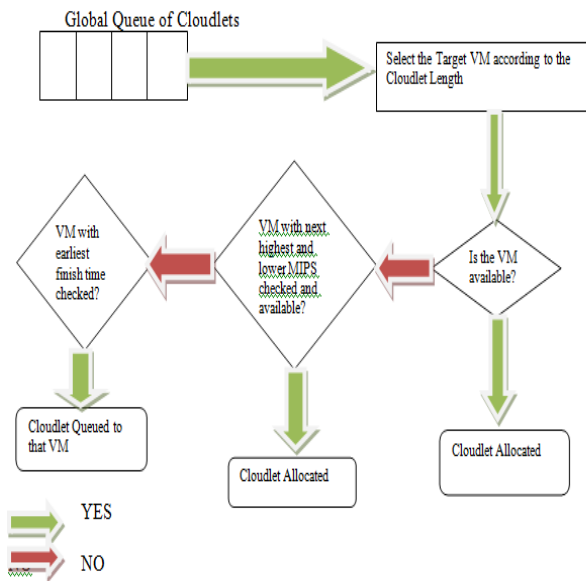 Global Queue of Cloudlets
Select the Target VM according to the
Cloudlet Length
VM with
earliest
finish time
checked?
VM with next
highest and
lower MIPS
checked and
available?
Is the VM
available?
Cloudlet Queued to
that VM
Cloudlet Allocated
Cloudlet Allocated
YES
NO